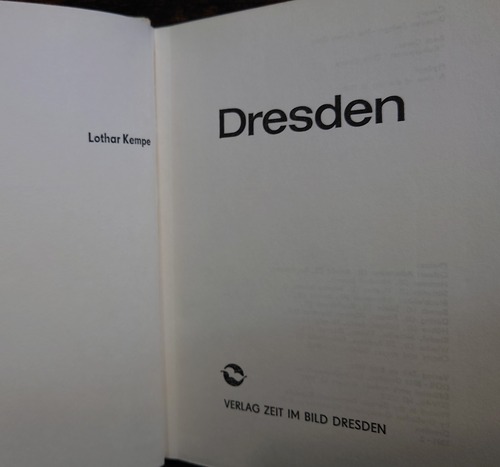 Lothar Kempe
Dresden
VERLAG ZEIT IM BILD DRESDEN